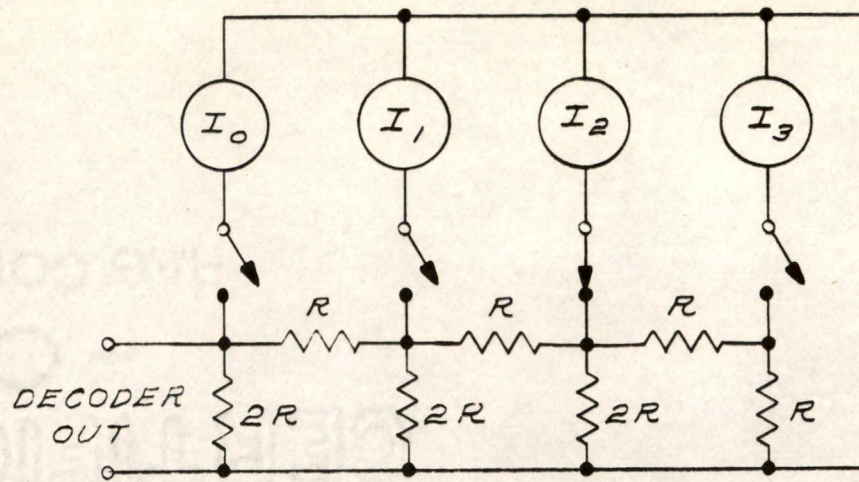 I₀ I₁ I₂ I₃
R R R
DECODER
OUT
2R 2R 2R R